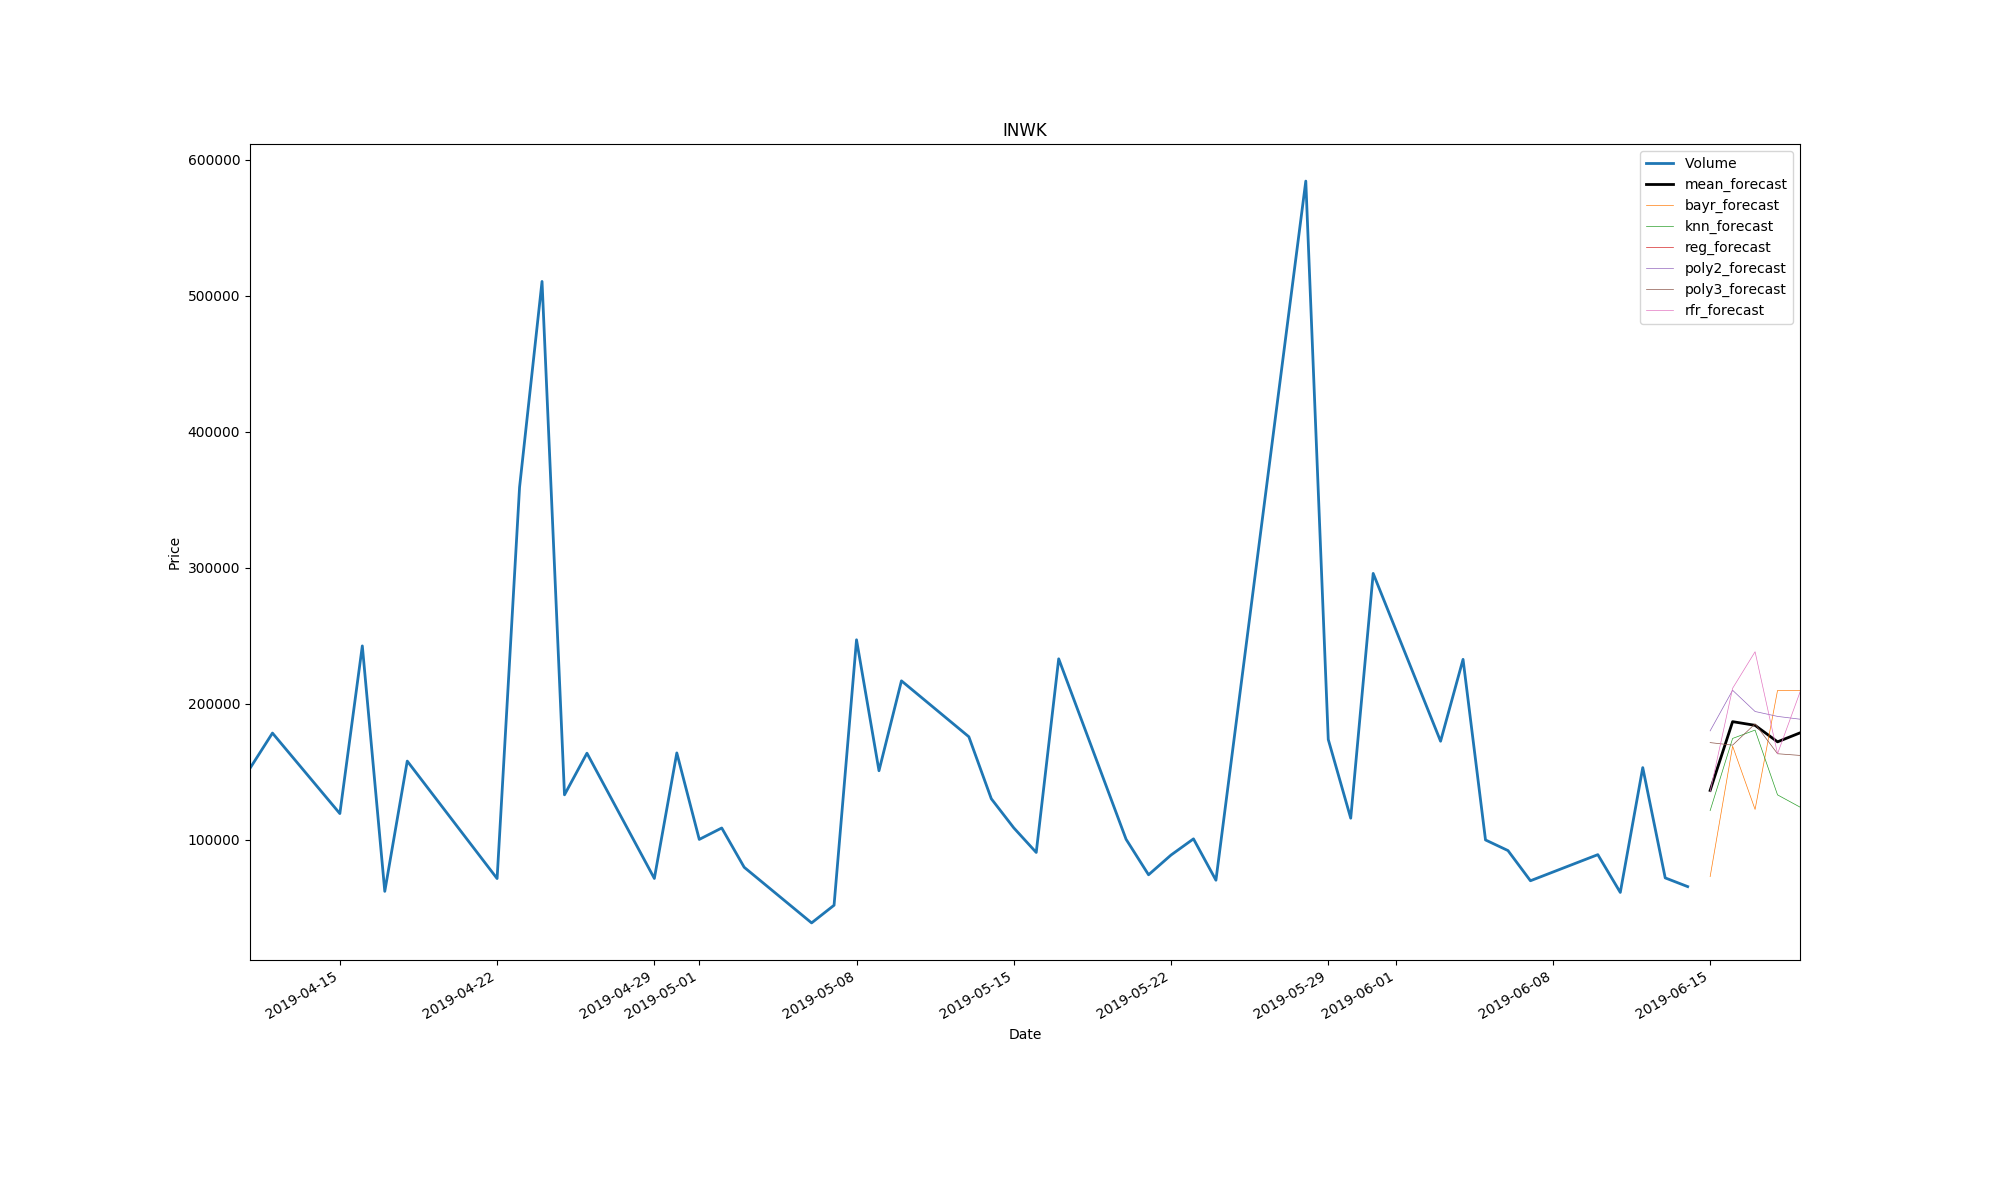 INWK
600000
500000
400000
300000
200000
100000
Price
Volume
mean_forecast
bayr_forecast
knn_forecast
reg_forecast
poly2_forecast
poly3_forecast
rfr_forecast
2019-04-15
2019-04-22
2019-04-29
2019-05-01
2019-05-08
2019-05-15
2019-05-22
2019-05-29
2019-06-01
2019-06-08
2019-06-15
Date